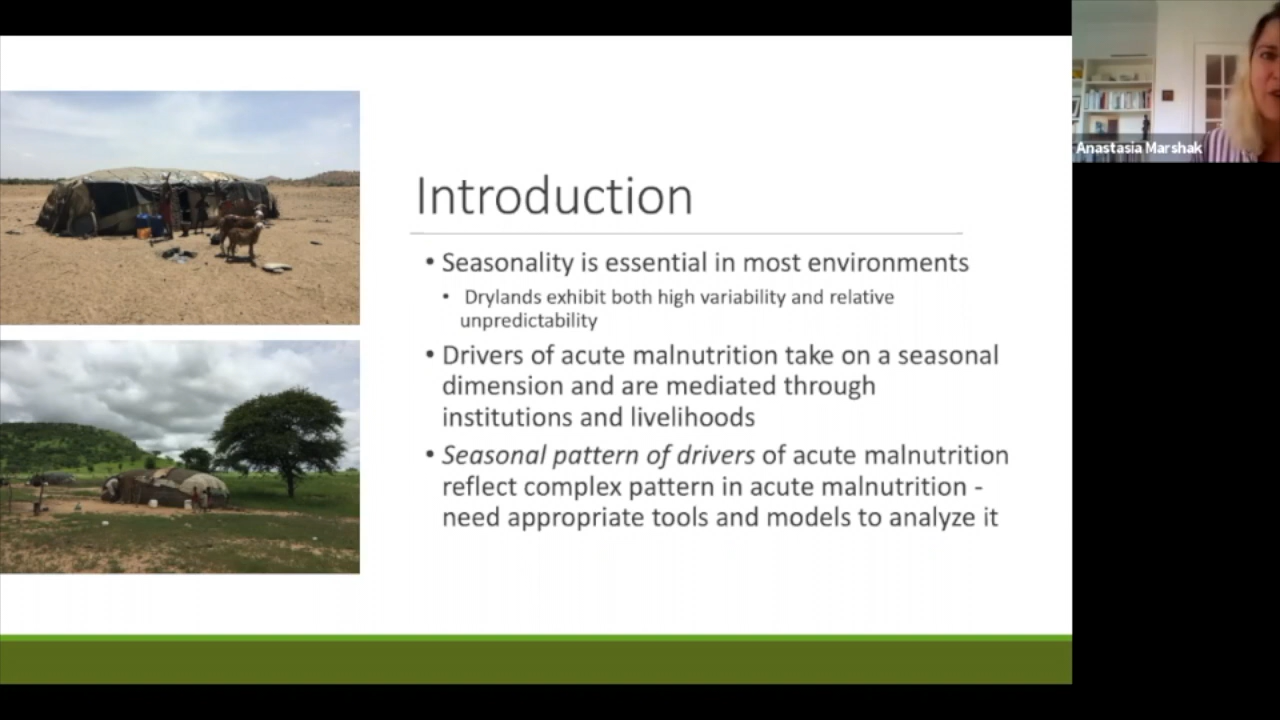 Anastasia Marshak
Introduction
• Seasonality is essential in most environments
• Drylands exhibit both high variability and relative
unpredictability
• Drivers of acute malnutrition take on a seasonal
dimension and are mediated through
institutions and livelihoods
• Seasonal pattern of drivers of acute malnutrition
reflect complex pattern in acute malnutrition -
need appropriate tools and models to analyze it